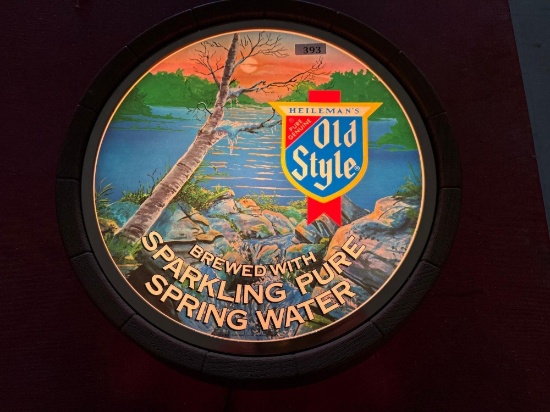 393
HEILEMAN'S
PURE
GENUINE
Old
Style®
BREWED WITH
SPARKLING PURE
SPRING WATER